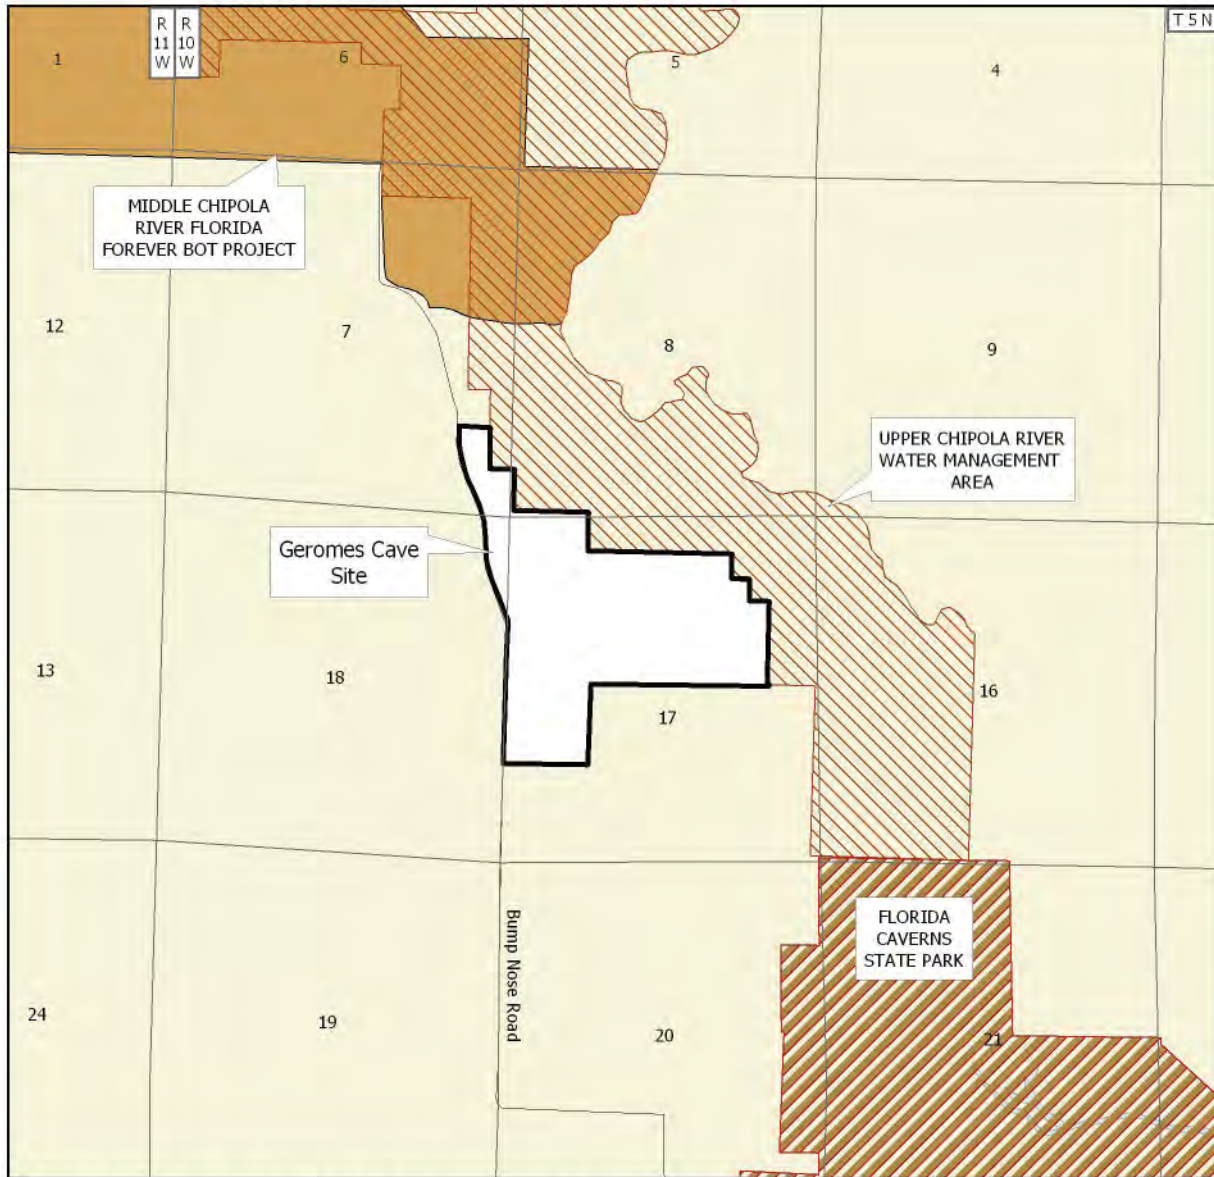 R
11
W
R
10
W
T 5 N
1
6
5
4
MIDDLE CHIPOLA
RIVER FLORIDA
FOREVER BOT PROJECT
12
7
8
9
UPPER CHIPOLA RIVER
WATER MANAGEMENT
AREA
Geromes Cave
Site
13
18
17
16
Bump Nose Road
FLORIDA
CAVERNS
STATE PARK
24
19
20
21